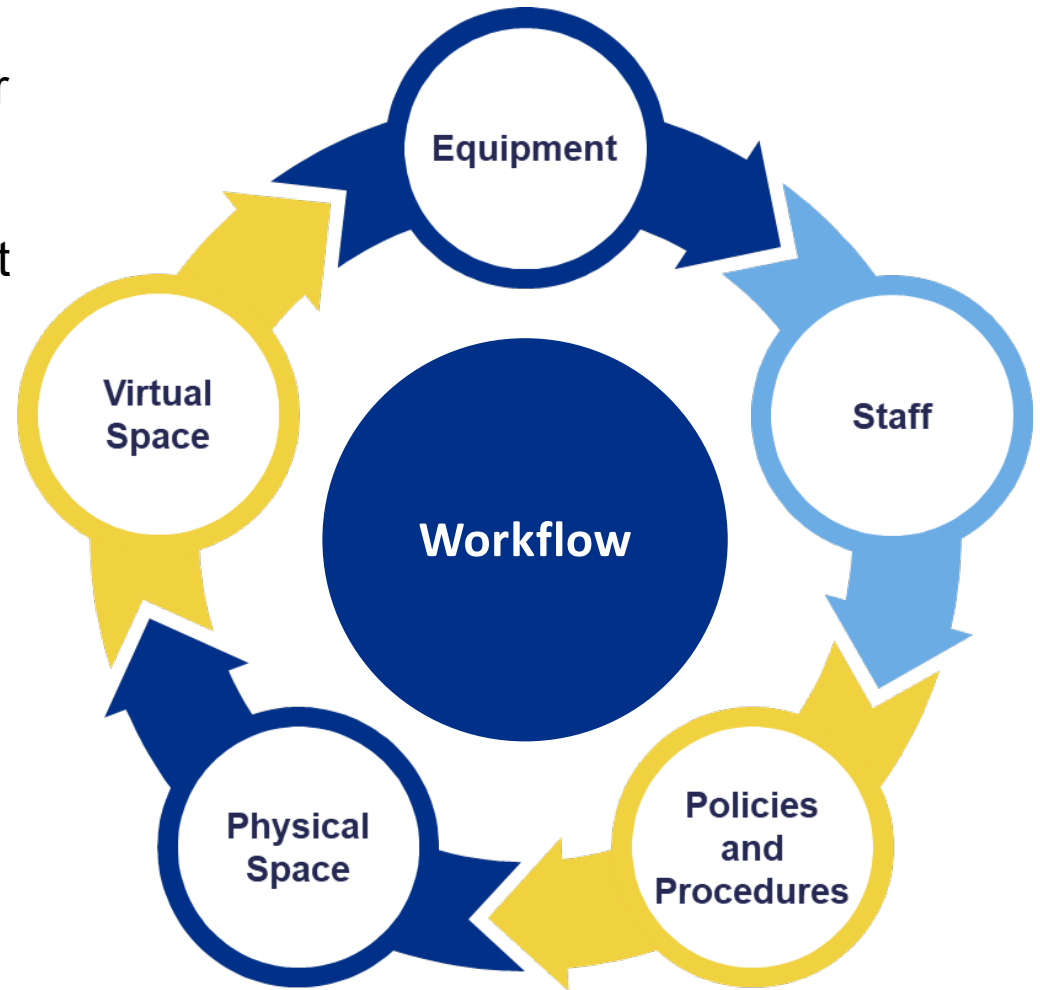 r
t
Equipment
Staff
Policies
and
Procedures
Physical
Space
Virtual
Space
Workflow